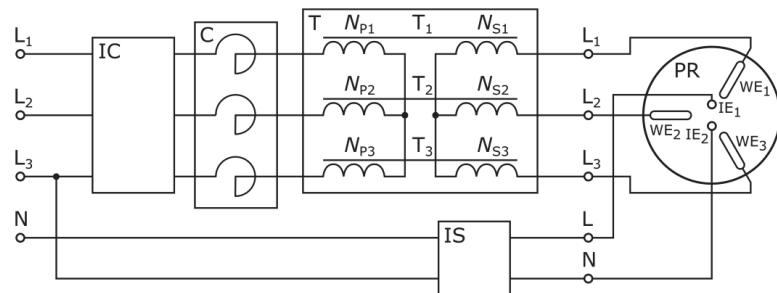 L1 IC C T NP1 T1 NS1 L1
L2 NP2 T2 NS2 L2
L3 NP3 T3 NS3 L3
N IS L
N
PR
WE1
IE1
WE2 IE2 WE3